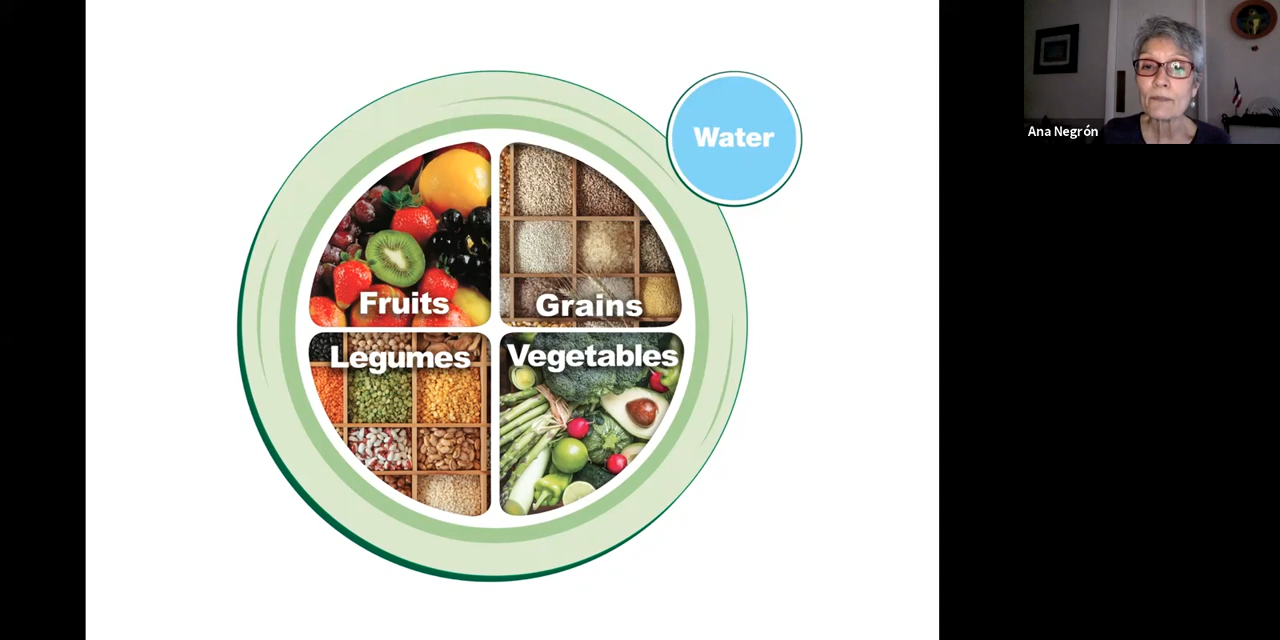 Water
Fruits
Grains
Legumes
Vegetables
Ana Negrón